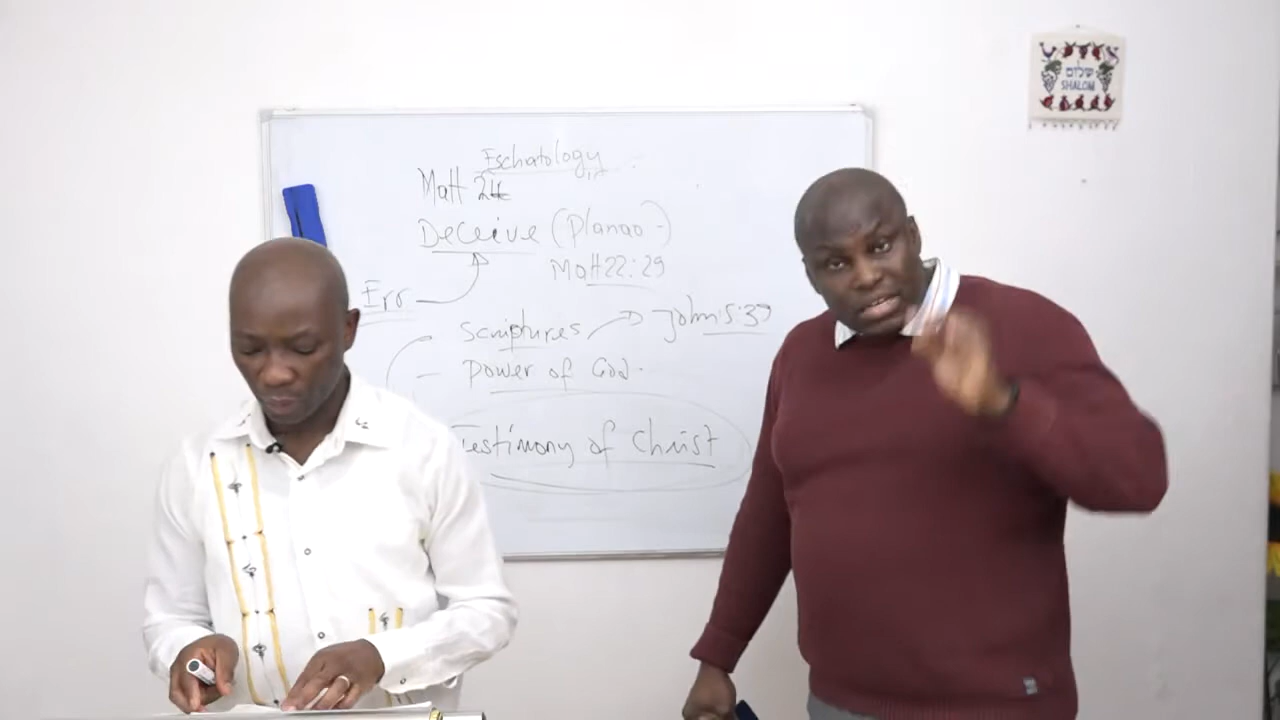 Eschatology
Matt 24
Deceive (Planao-)
Matt 22:29
Err
Scriptures → John 5:39
- Power of God.
Testimony of Christ
שלום
SHALOM